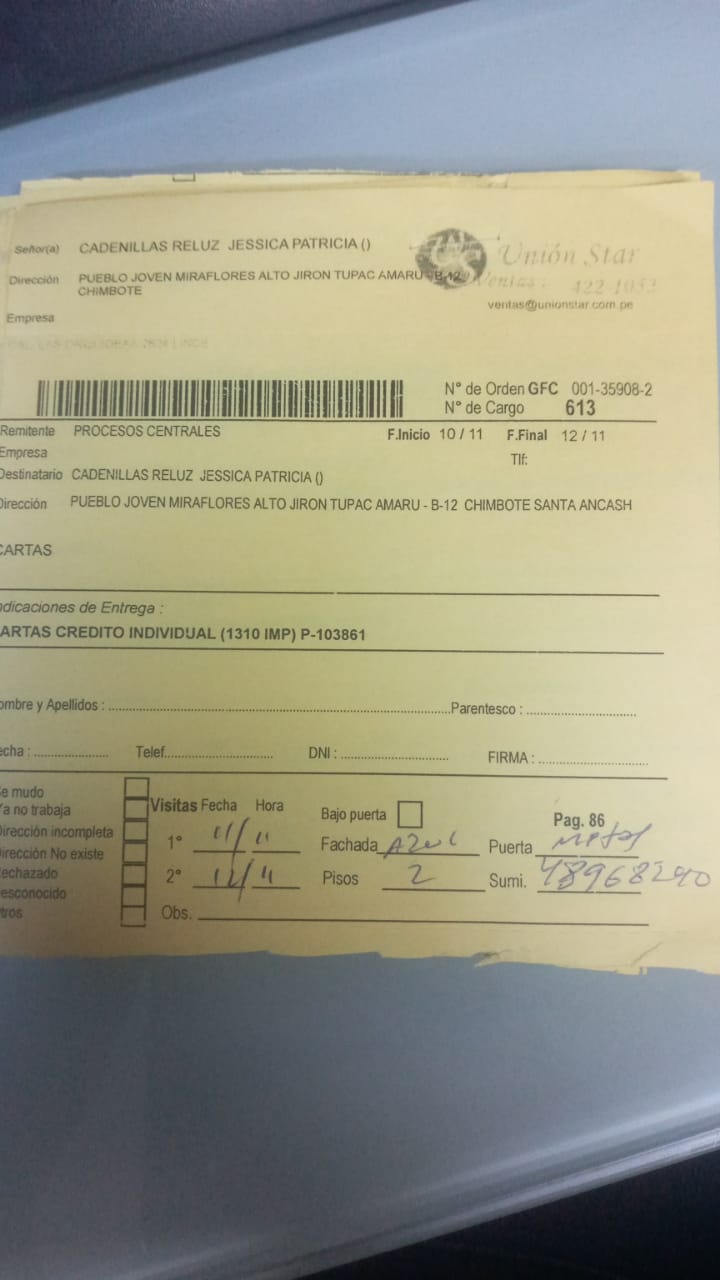 Señor(a) CADENILLAS RELUZ JESSICA PATRICIA ()
Unión Star
Dirección PUEBLO JOVEN MIRAFLORES ALTO JIRON TUPAC AMARU - B-12
CHIMBOTE
Ventas: 422-1053
ventas@unionstar.com.pe
Empresa
N° de Orden GFC 001-35908-2
N° de Cargo 613
Remitente PROCESOS CENTRALES F.Inicio 10 / 11 F.Final 12 / 11
Empresa Tlf:
Destinatario CADENILLAS RELUZ JESSICA PATRICIA ()
Dirección PUEBLO JOVEN MIRAFLORES ALTO JIRON TUPAC AMARU - B-12 CHIMBOTE SANTA ANCASH
CARTAS
ndicaciones de Entrega :
ARTAS CREDITO INDIVIDUAL (1310 IMP) P-103861
ombre y Apellidos : Parentesco :
echa : Telef. DNI : FIRMA :
e mudo
Ya no trabaja
Dirección incompleta
Dirección No existe
echazado
esconocido
tros
Visitas Fecha Hora Bajo puerta Pag. 86
1° 11/11 Fachada AZUL Puerta metal
2° 12/11 Pisos 2 Sumi. 48968240
Obs.